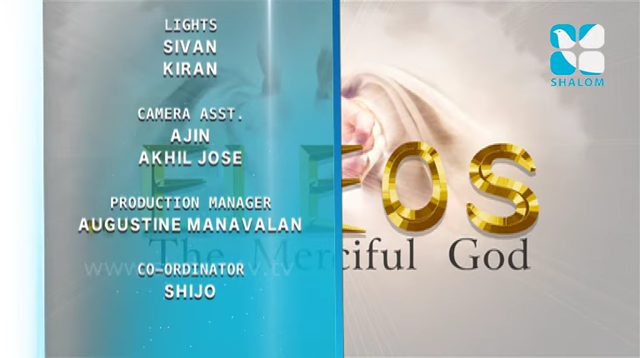 LIGHTS
SIVAN
KIRAN
CAMERA ASST.
AJIN
AKHIL JOSE
PRODUCTION MANAGER
AUGUSTINE MANAVALAN
CO-ORDINATOR
SHIJO
SHALOM
ELEOS
The Merciful God